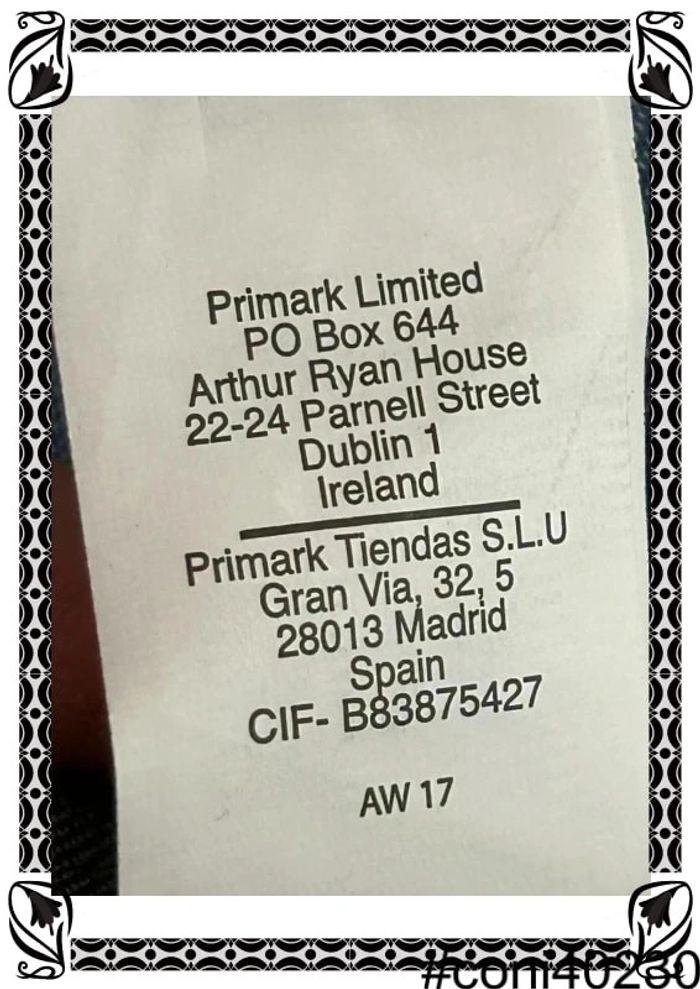 Primark Limited
PO Box 644
Arthur Ryan House
22-24 Parnell Street
Dublin 1
Ireland
Primark Tiendas S.L.U
Gran Via, 32, 5
28013 Madrid
Spain
CIF- B83875427
AW 17